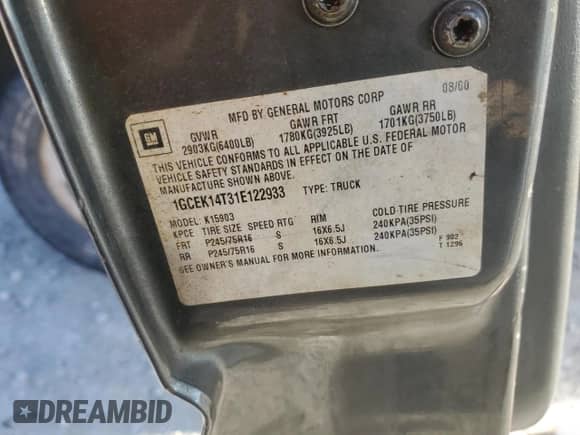 08/00
MFD BY GENERAL MOTORS CORP
GM
GVWR GAWR FRT GAWR RR
2903KG(6400LB) 1780KG(3925LB) 1701KG(3750LB)
THIS VEHICLE CONFORMS TO ALL APPLICABLE U.S. FEDERAL MOTOR
VEHICLE SAFETY STANDARDS IN EFFECT ON THE DATE OF
MANUFACTURE SHOWN ABOVE.
1GCEK14T31E122933 TYPE: TRUCK
MODEL: K15903
KPCE TIRE SIZE SPEED RTG RIM COLD TIRE PRESSURE
FRT P245/75R16 S 16X6.5J 240KPA(35PSI)
RR P245/75R16 S 16X6.5J 240KPA(35PSI)
SEE OWNER'S MANUAL FOR MORE INFORMATION.
F 902
T 1296
DREAMBID